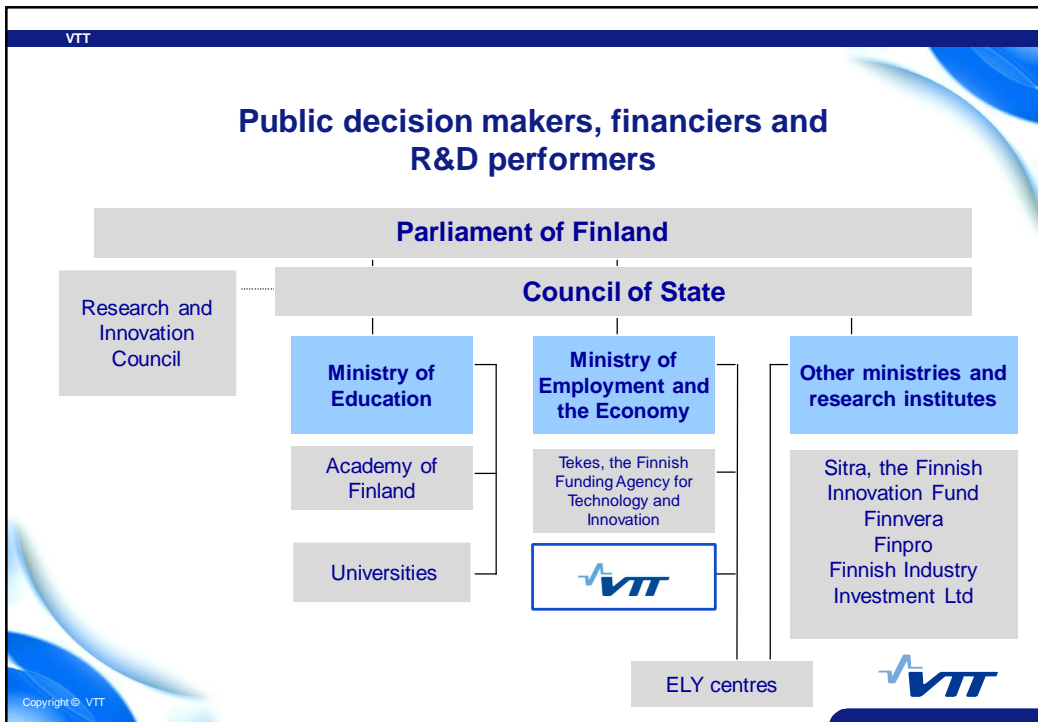 VTT
Public decision makers, financiers and
R&D performers
Parliament of Finland
Research and
Innovation
Council
Council of State
Ministry of
Education
Ministry of
Employment and
the Economy
Other ministries and
research institutes
Academy of
Finland
Tekes, the Finnish
Funding Agency for
Technology and
Innovation
Sitra, the Finnish
Innovation Fund
Finnvera
Finpro
Finnish Industry
Investment Ltd
Universities
VTT
ELY centres
VTT
Copyright © VTT